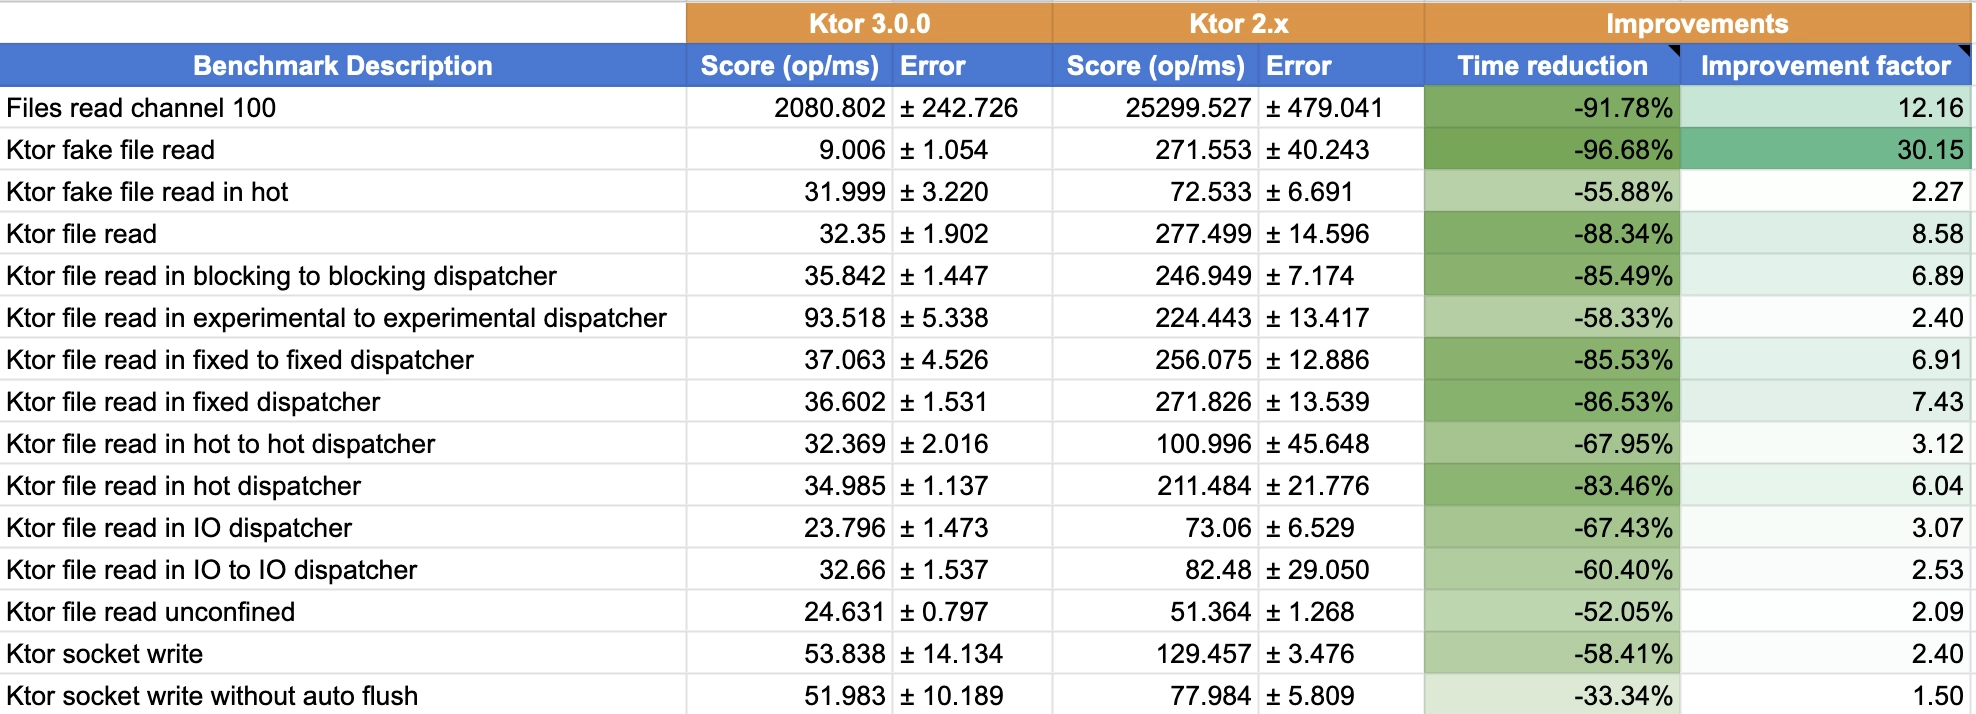 Ktor 3.0.0 Ktor 2.x Improvements
Benchmark Description Score (op/ms) Error Score (op/ms) Error Time reduction Improvement factor
Files read channel 100 2080.802 ± 242.726 25299.527 ± 479.041 -91.78% 12.16
Ktor fake file read 9.006 ± 1.054 271.553 ± 40.243 -96.68% 30.15
Ktor fake file read in hot 31.999 ± 3.220 72.533 ± 6.691 -55.88% 2.27
Ktor file read 32.35 ± 1.902 277.499 ± 14.596 -88.34% 8.58
Ktor file read in blocking to blocking dispatcher 35.842 ± 1.447 246.949 ± 7.174 -85.49% 6.89
Ktor file read in experimental to experimental dispatcher 93.518 ± 5.338 224.443 ± 13.417 -58.33% 2.40
Ktor file read in fixed to fixed dispatcher 37.063 ± 4.526 256.075 ± 12.886 -85.53% 6.91
Ktor file read in fixed dispatcher 36.602 ± 1.531 271.826 ± 13.539 -86.53% 7.43
Ktor file read in hot to hot dispatcher 32.369 ± 2.016 100.996 ± 45.648 -67.95% 3.12
Ktor file read in hot dispatcher 34.985 ± 1.137 211.484 ± 21.776 -83.46% 6.04
Ktor file read in IO dispatcher 23.796 ± 1.473 73.06 ± 6.529 -67.43% 3.07
Ktor file read in IO to IO dispatcher 32.66 ± 1.537 82.48 ± 29.050 -60.40% 2.53
Ktor file read unconfined 24.631 ± 0.797 51.364 ± 1.268 -52.05% 2.09
Ktor socket write 53.838 ± 14.134 129.457 ± 3.476 -58.41% 2.40
Ktor socket write without auto flush 51.983 ± 10.189 77.984 ± 5.809 -33.34% 1.50